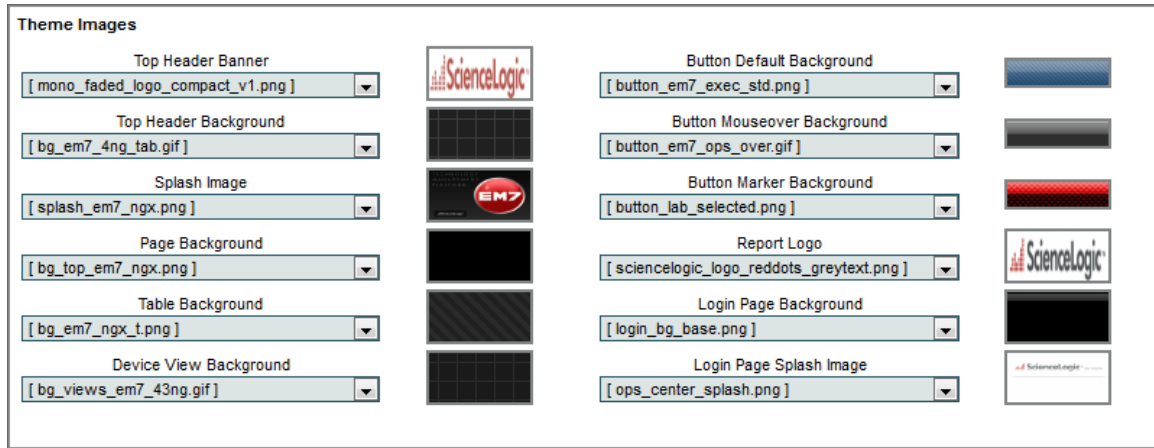 Theme Images
Top Header Banner
[ mono_faded_logo_compact_v1.png ]
ScienceLogic
Button Default Background
[ button_em7_exec_std.png ]
Top Header Background
[ bg_em7_4ng_tab.gif ]
Button Mouseover Background
[ button_em7_ops_over.gif ]
Splash Image
[ splash_em7_ngx.png ]
EM7
Button Marker Background
[ button_lab_selected.png ]
Page Background
[ bg_top_em7_ngx.png ]
Report Logo
[ sciencelogic_logo_reddots_greytext.png ]
ScienceLogic
Table Background
[ bg_em7_ngx_t.png ]
Login Page Background
[ login_bg_base.png ]
Device View Background
[ bg_views_em7_43ng.gif ]
Login Page Splash Image
[ ops_center_splash.png ]
ScienceLogic